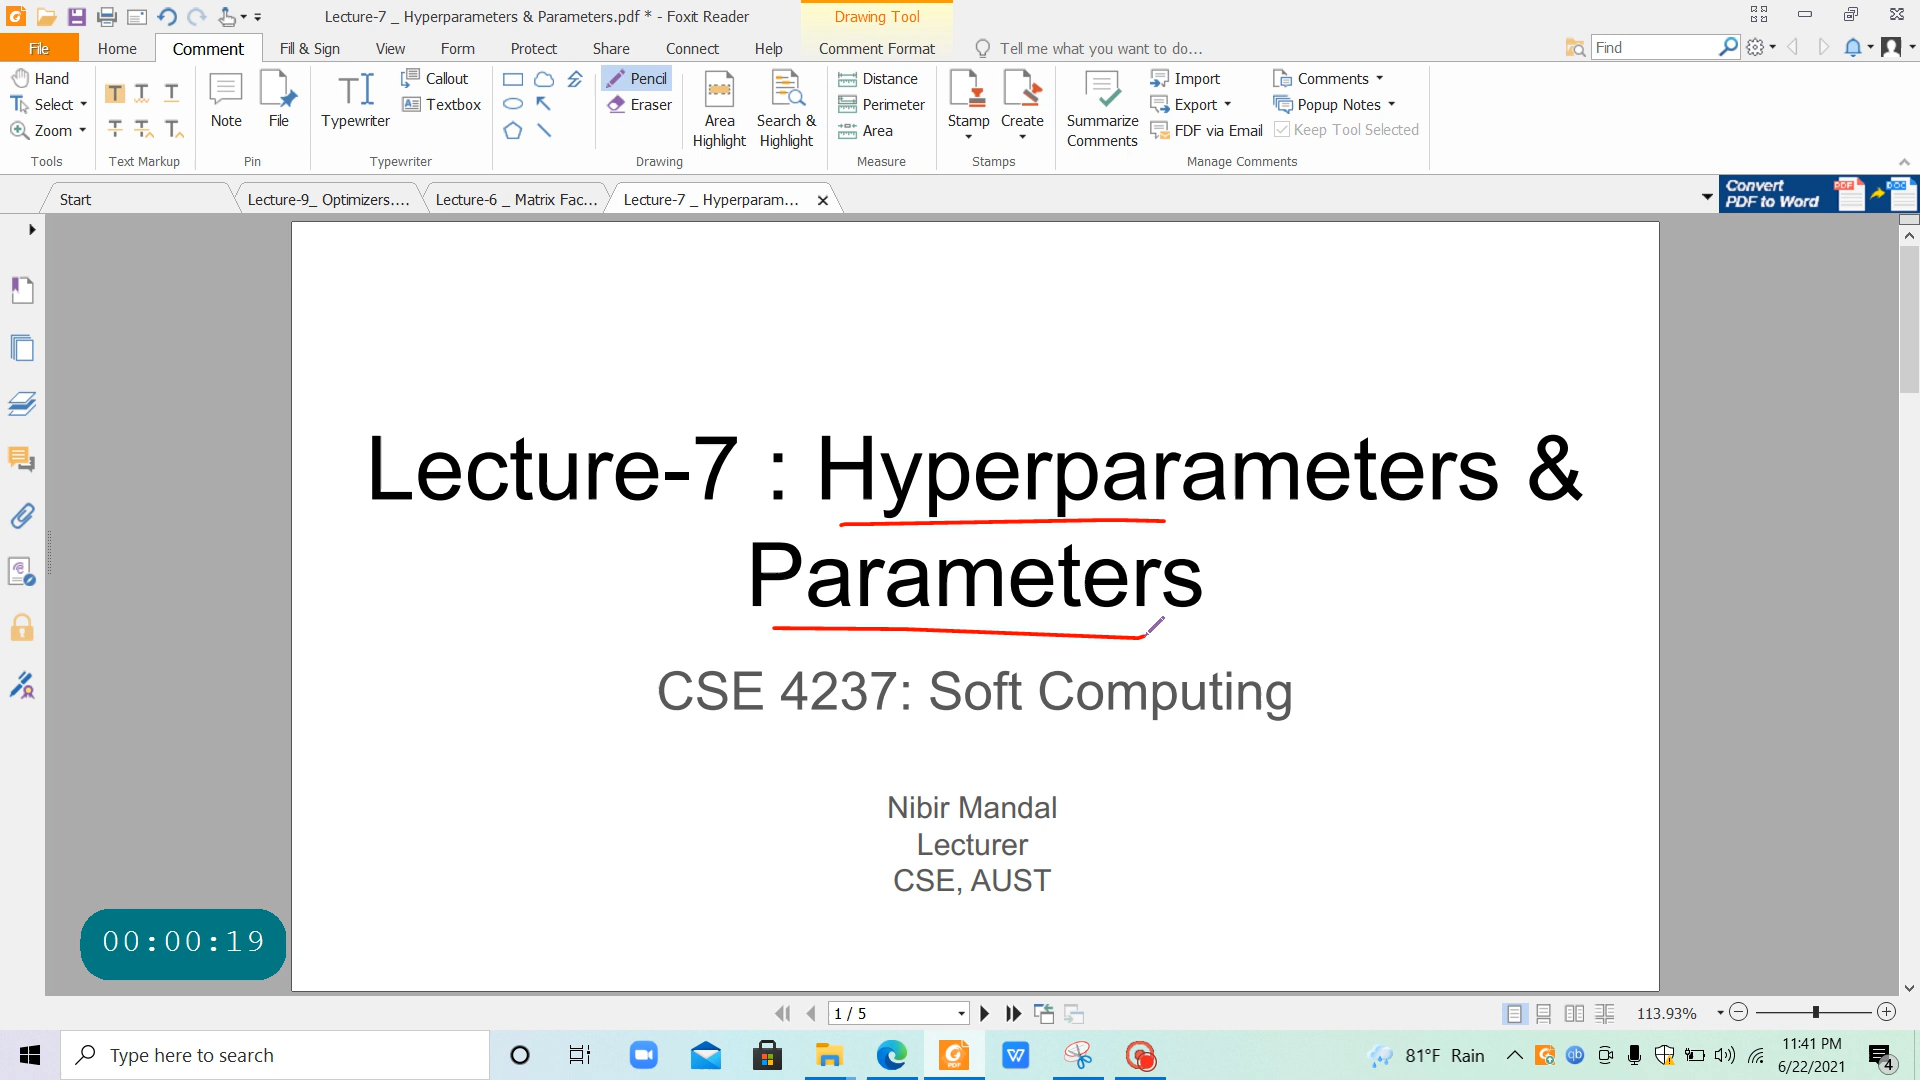 Lecture-7 _ Hyperparameters & Parameters.pdf * - Foxit Reader
Drawing Tool
File
Home
Comment
Fill & Sign
View
Form
Protect
Share
Connect
Help
Comment Format
Tell me what you want to do...
Find
Hand
Select
Zoom
Tools
Text Markup
Note
File
Pin
Typewriter
Callout
Textbox
Typewriter
Pencil
Eraser
Area Highlight
Search & Highlight
Drawing
Distance
Perimeter
Area
Measure
Stamp
Create
Stamps
Summarize Comments
Import
Export
FDF via Email
Comments
Popup Notes
Keep Tool Selected
Manage Comments
Start
Lecture-9_ Optimizers....
Lecture-6 _ Matrix Fac...
Lecture-7 _ Hyperparam...
Convert
PDF to Word
PDF
DOC
Lecture-7 : Hyperparameters &
Parameters
CSE 4237: Soft Computing
Nibir Mandal
Lecturer
CSE, AUST
00:00:19
1 / 5
113.93%
Type here to search
81°F Rain
11:41 PM
6/22/2021
4